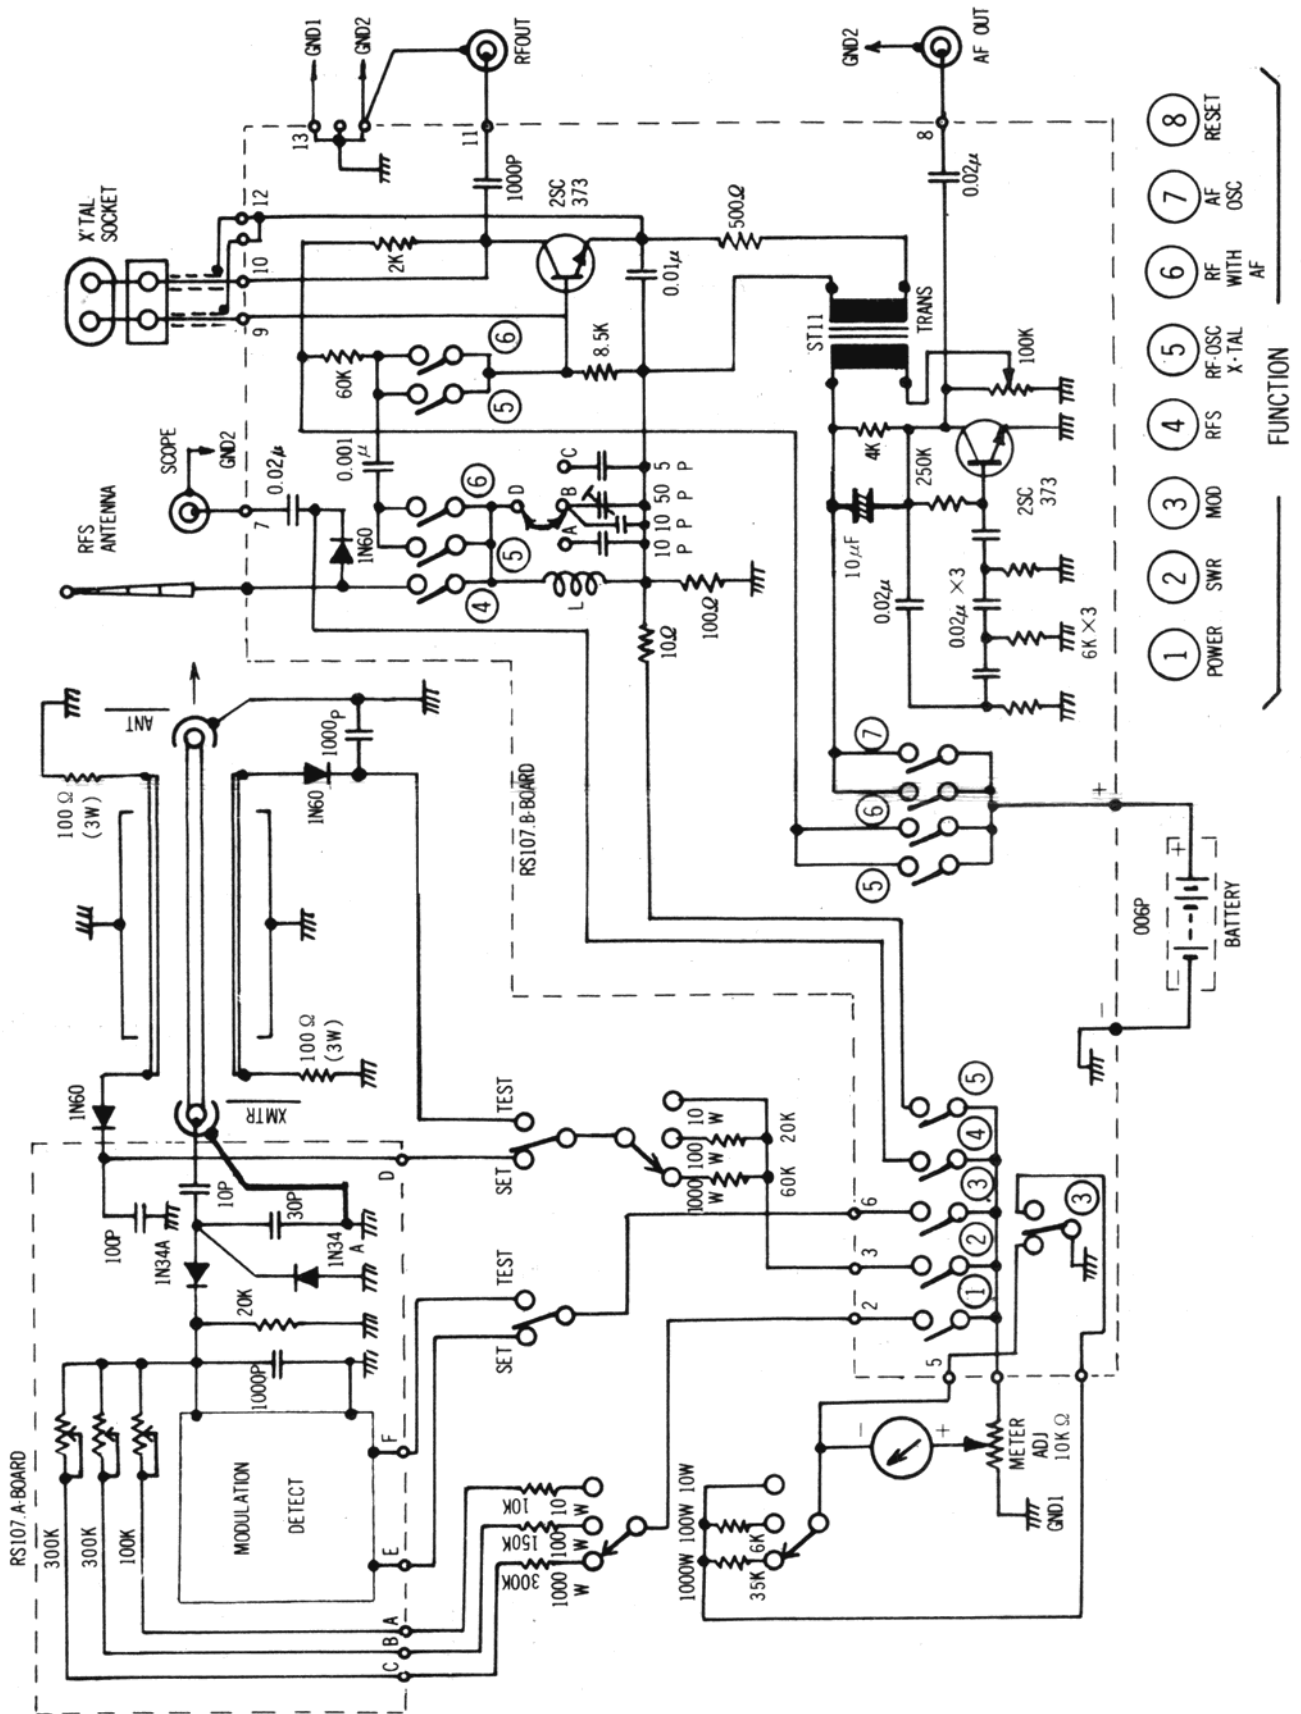 RFS
ANTENNA
SCOPE
GND2
X'TAL
SOCKET
GND1
GND2
RFOUT
GND2
AF OUT
13
12
11
10
9
8
7
1000P
2SC
373
2K
60K
8.5K
0.01μ
500Ω
0.02μ
0.001
μ
0.02μ
1N60
6
5
6
5
4
D
A
B
C
L
10
P
10
P
50
P
5
P
10Ω
100Ω
ST11
TRANS
100K
4K
250K
10μF
2SC
373
0.02μ
0.02μ ×3
6K ×3
7
6
5
+
−
+
−
006P
BATTERY
RS107.B-BOARD
ANT
XMTR
100Ω
(3W)
100Ω
(3W)
1N60
1000P
1N60
100P
10P
30P
1N34A
1N34
A
20K
1000P
RS107.A-BOARD
300K
300K
100K
MODULATION
DETECT
A
B
C
D
E
F
SET
TEST
SET
TEST
1000
W
100
W
10
W
60K
20K
300K
150K
10K
1000
W
100
W
10
W
1000W
100W
10W
35K
6K
−
+
METER
ADJ
10KΩ
GND1
2
3
6
5
1
2
3
4
5
3
1
POWER
2
SWR
3
MOD
4
RFS
5
RF·OSC
X-TAL
6
RF
WITH
AF
7
AF
OSC
8
RESET
FUNCTION